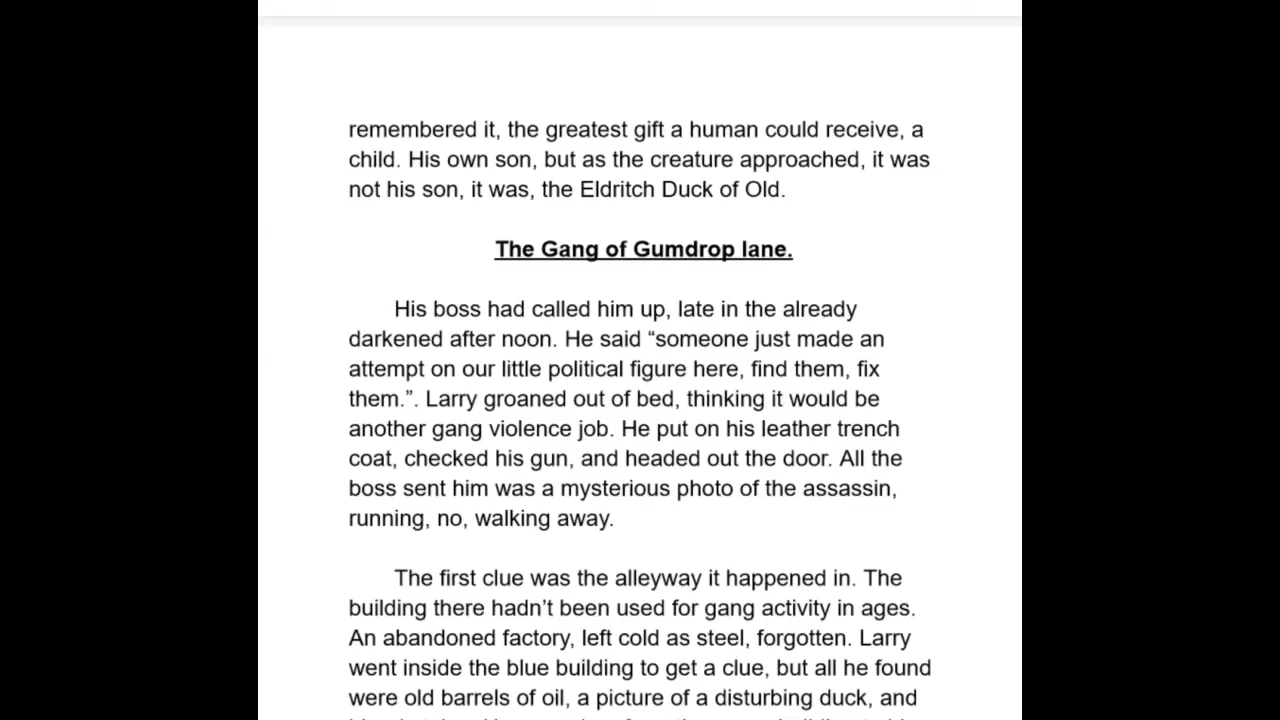 remembered it, the greatest gift a human could receive, a
child. His own son, but as the creature approached, it was
not his son, it was, the Eldritch Duck of Old.
The Gang of Gumdrop lane.
His boss had called him up, late in the already
darkened after noon. He said “someone just made an
attempt on our little political figure here, find them, fix
them.”. Larry groaned out of bed, thinking it would be
another gang violence job. He put on his leather trench
coat, checked his gun, and headed out the door. All the
boss sent him was a mysterious photo of the assassin,
running, no, walking away.
The first clue was the alleyway it happened in. The
building there hadn’t been used for gang activity in ages.
An abandoned factory, left cold as steel, forgotten. Larry
went inside the blue building to get a clue, but all he found
were old barrels of oil, a picture of a disturbing duck, and